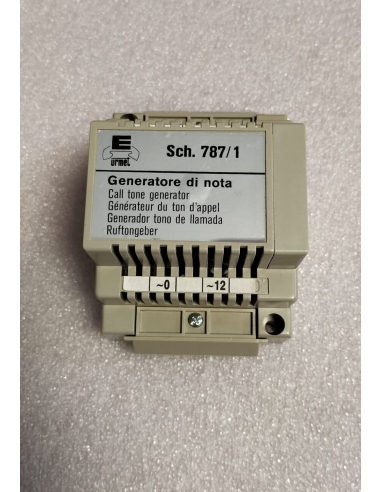 E
urmet
Sch. 787/1
Generatore di nota
Call tone generator
Générateur du ton d'appel
Generador tono de llamada
Ruftongeber
~0 ~12